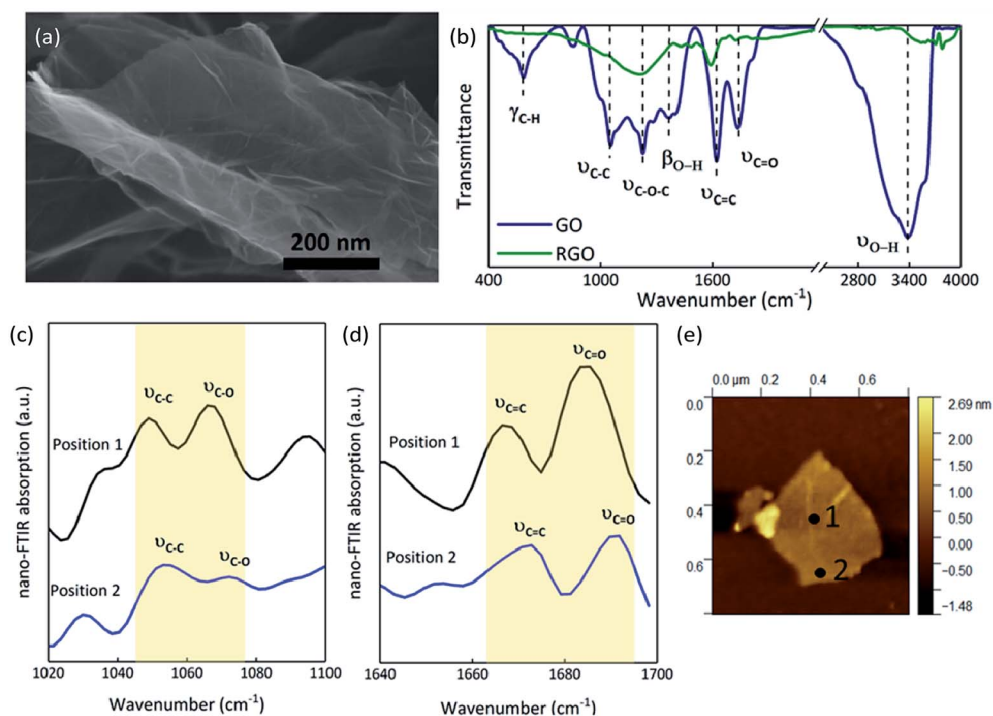 (a)
200 nm
(b)
Transmittance
γC-H
υC-C
υC-O-C
βO-H
υC=C
υC=O
υO-H
GO
RGO
400 1000 1600 2800 3400 4000
Wavenumber (cm⁻¹)
(c)
nano-FTIR absorption (a.u.)
υC-C
υC-O
Position 1
υC-C
υC-O
Position 2
1020 1040 1060 1080 1100
Wavenumber (cm⁻¹)
(d)
nano-FTIR absorption (a.u.)
υC=O
υC=C
Position 1
υC=C
υC=O
Position 2
1640 1660 1680 1700
Wavenumber (cm⁻¹)
(e)
0.0 µm 0.2 0.4 0.6
0.0
0.2
0.4
0.6
1
2
2.69 nm
2.00
1.50
1.00
0.50
0.00
-0.50
-1.48